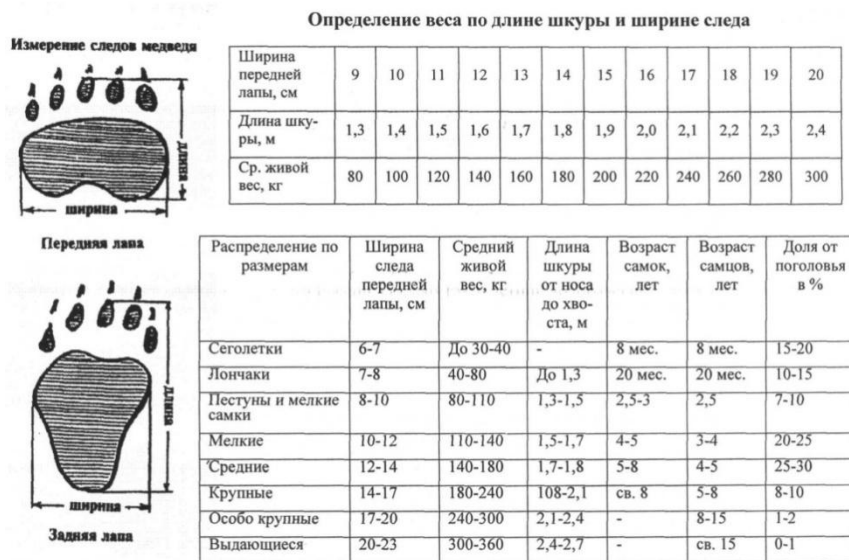 Определение веса по длине шкуры и ширине следа
Измерение следов медведя
длина
ширина
Передняя лапа
Ширина передней лапы, см 9 10 11 12 13 14 15 16 17 18 19 20
Длина шку-ры, м 1,3 1,4 1,5 1,6 1,7 1,8 1,9 2,0 2,1 2,2 2,3 2,4
Ср. живой вес, кг 80 100 120 140 160 180 200 220 240 260 280 300
длина
ширина
Задняя лапа
Распределение по размерам Ширина следа передней лапы, см Средний живой вес, кг Длина шкуры от носа до хво-ста, м Возраст самок, лет Возраст самцов, лет Доля от поголовья в %
Сеголетки 6-7 До 30-40 - 8 мес. 8 мес. 15-20
Лончаки 7-8 40-80 До 1,3 20 мес. 20 мес. 10-15
Пестуны и мелкие самки 8-10 80-110 1,3-1,5 2,5-3 2,5 7-10
Мелкие 10-12 110-140 1,5-1,7 4-5 3-4 20-25
Средние 12-14 140-180 1,7-1,8 5-8 4-5 25-30
Крупные 14-17 180-240 108-2,1 св. 8 5-8 8-10
Особо крупные 17-20 240-300 2,1-2,4 - 8-15 1-2
Выдающиеся 20-23 300-360 2,4-2,7 - св. 15 0-1